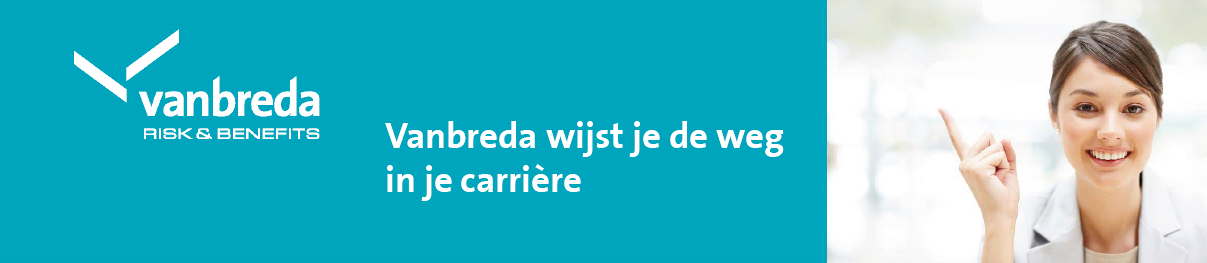 vanbreda
RISK & BENEFITS
Vanbreda wijst je de weg
in je carrière